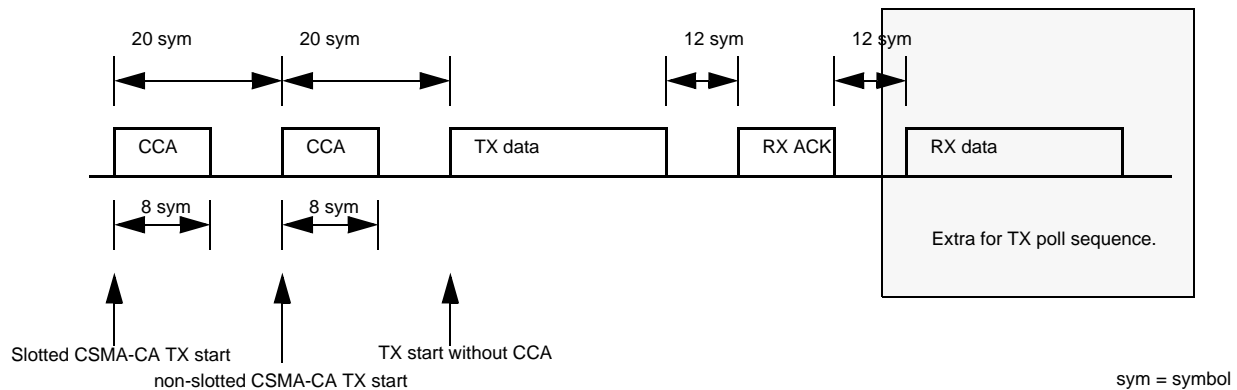 20 sym
20 sym
12 sym
12 sym
CCA
CCA
TX data
RX ACK
RX data
8 sym
8 sym
Extra for TX poll sequence.
Slotted CSMA-CA TX start
TX start without CCA
non-slotted CSMA-CA TX start
sym = symbol